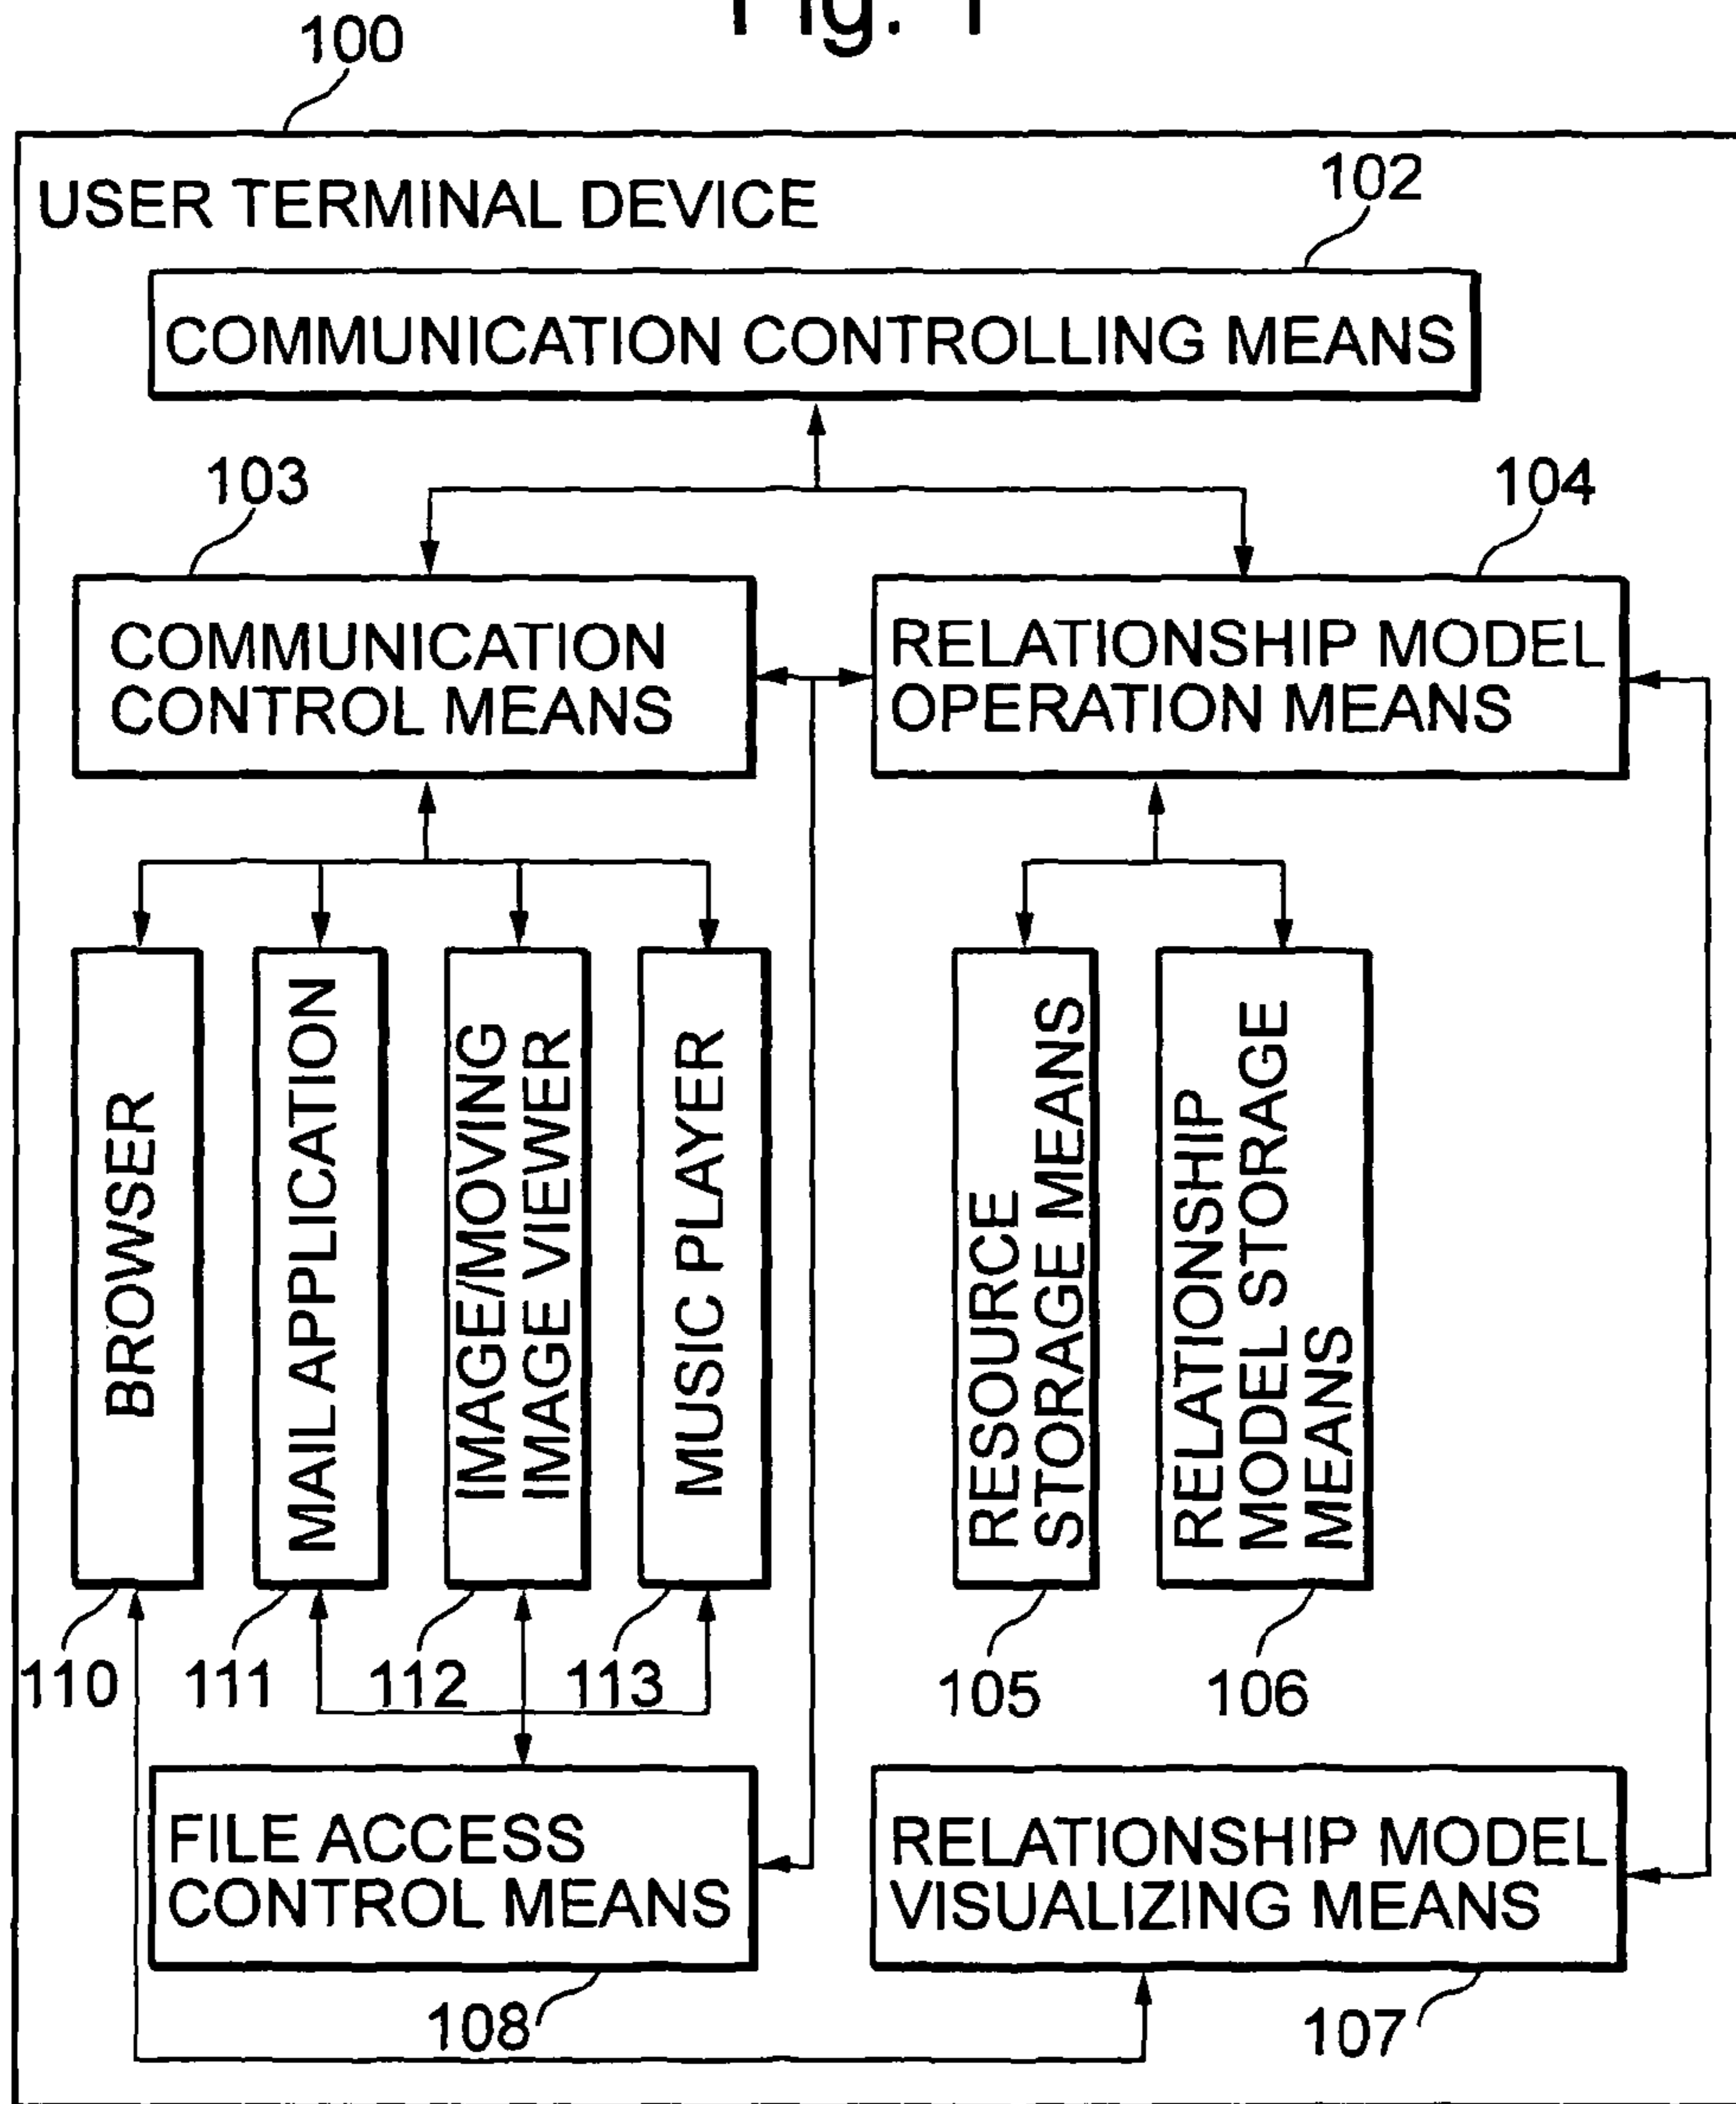 Fig. 1
100
USER TERMINAL DEVICE
102
COMMUNICATION CONTROLLING MEANS
103
104
COMMUNICATION
CONTROL MEANS
RELATIONSHIP MODEL
OPERATION MEANS
BROWSER
MAIL APPLICATION
IMAGE/MOVING
IMAGE VIEWER
MUSIC PLAYER
RESOURCE
STORAGE MEANS
RELATIONSHIP
MODEL STORAGE
MEANS
110
111
112
113
105
106
FILE ACCESS
CONTROL MEANS
RELATIONSHIP MODEL
VISUALIZING MEANS
108
107